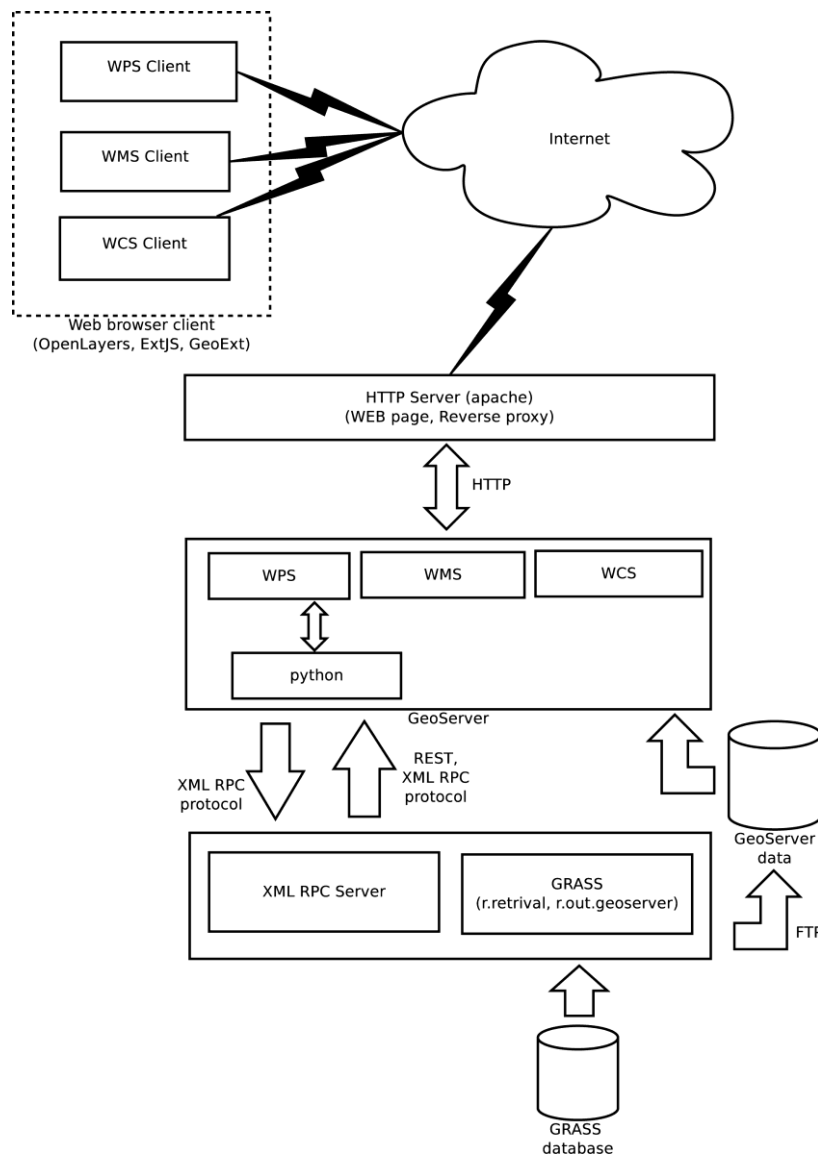 WPS Client
WMS Client
WCS Client
Web browser client
(OpenLayers, ExtJS, GeoExt)
Internet
HTTP Server (apache)
(WEB page, Reverse proxy)
HTTP
WPS
WMS
WCS
python
GeoServer
XML RPC
protocol
REST,
XML RPC
protocol
GeoServer
data
XML RPC Server
GRASS
(r.retrival, r.out.geoserver)
FTP
GRASS
database